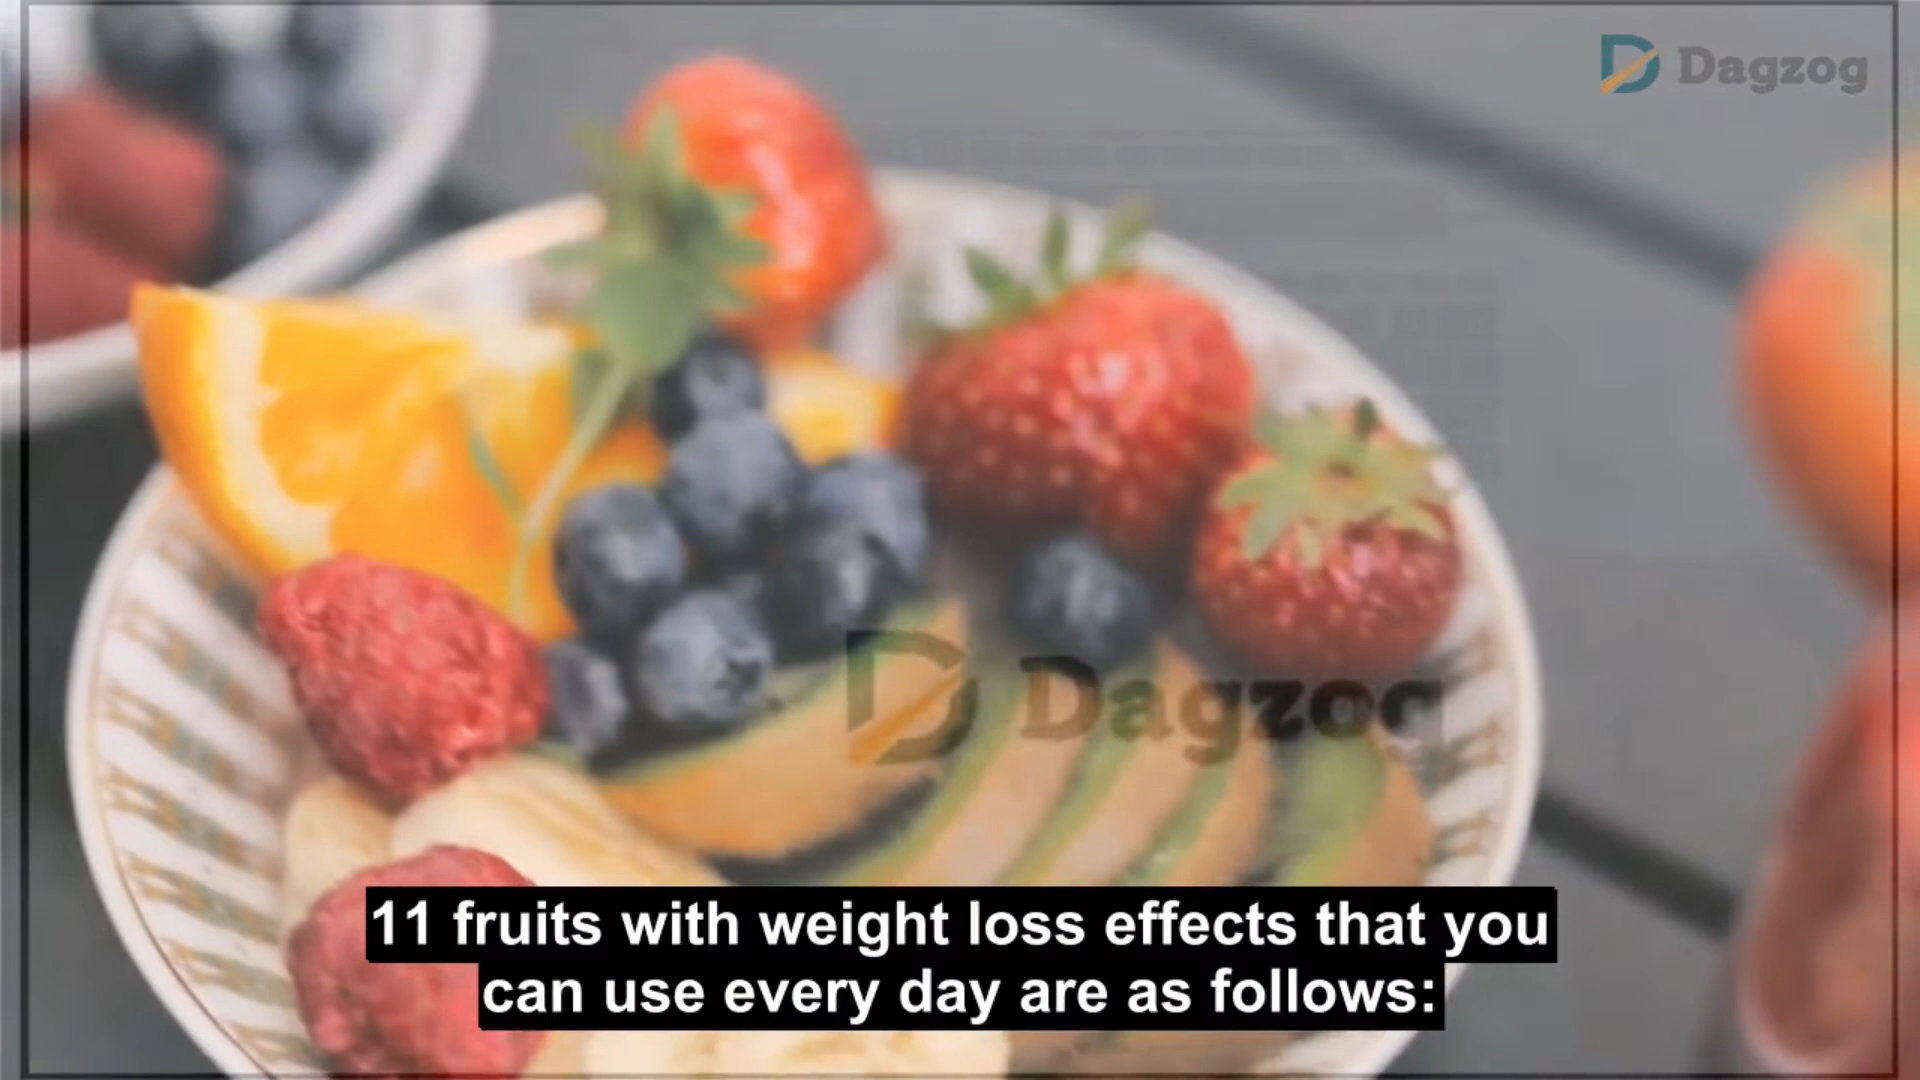 Dagzog
Dagzog
11 fruits with weight loss effects that you
can use every day are as follows: